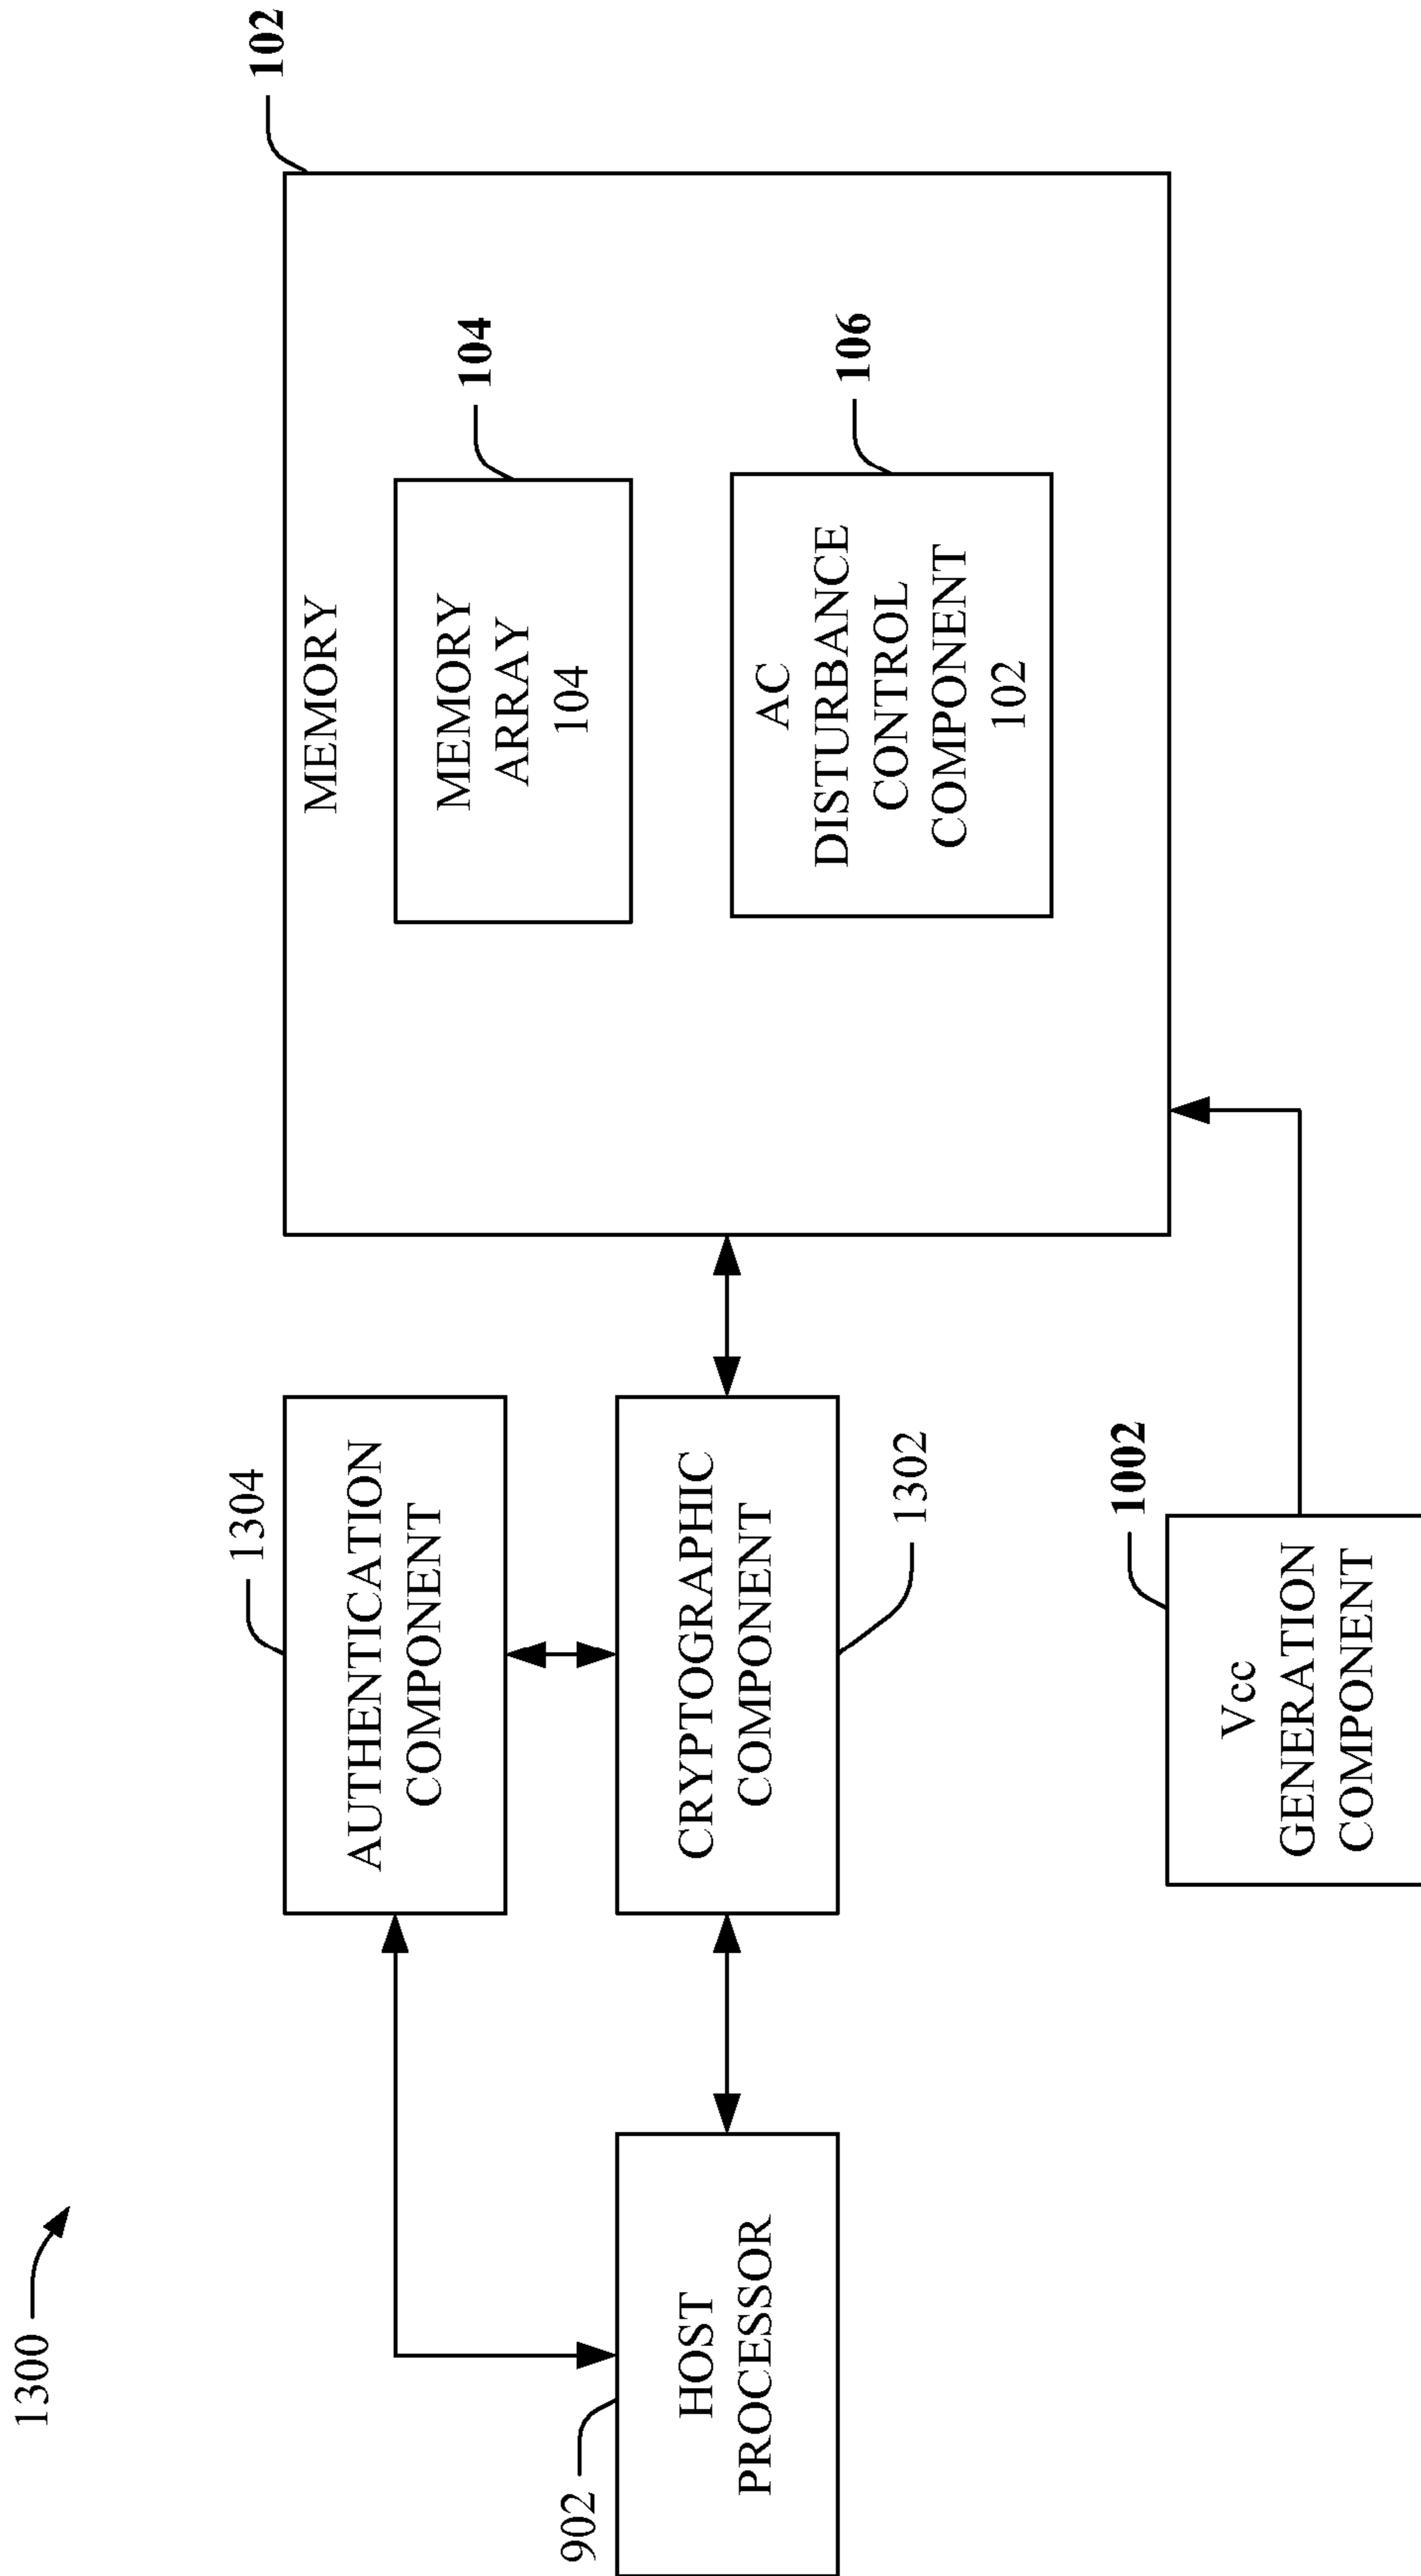 1300
102
MEMORY
104
MEMORY
ARRAY
104
106
AC
DISTURBANCE
CONTROL
COMPONENT
102
1304
AUTHENTICATION
COMPONENT
CRYPTOGRAPHIC
COMPONENT
1302
902
HOST
PROCESSOR
1002
Vcc
GENERATION
COMPONENT